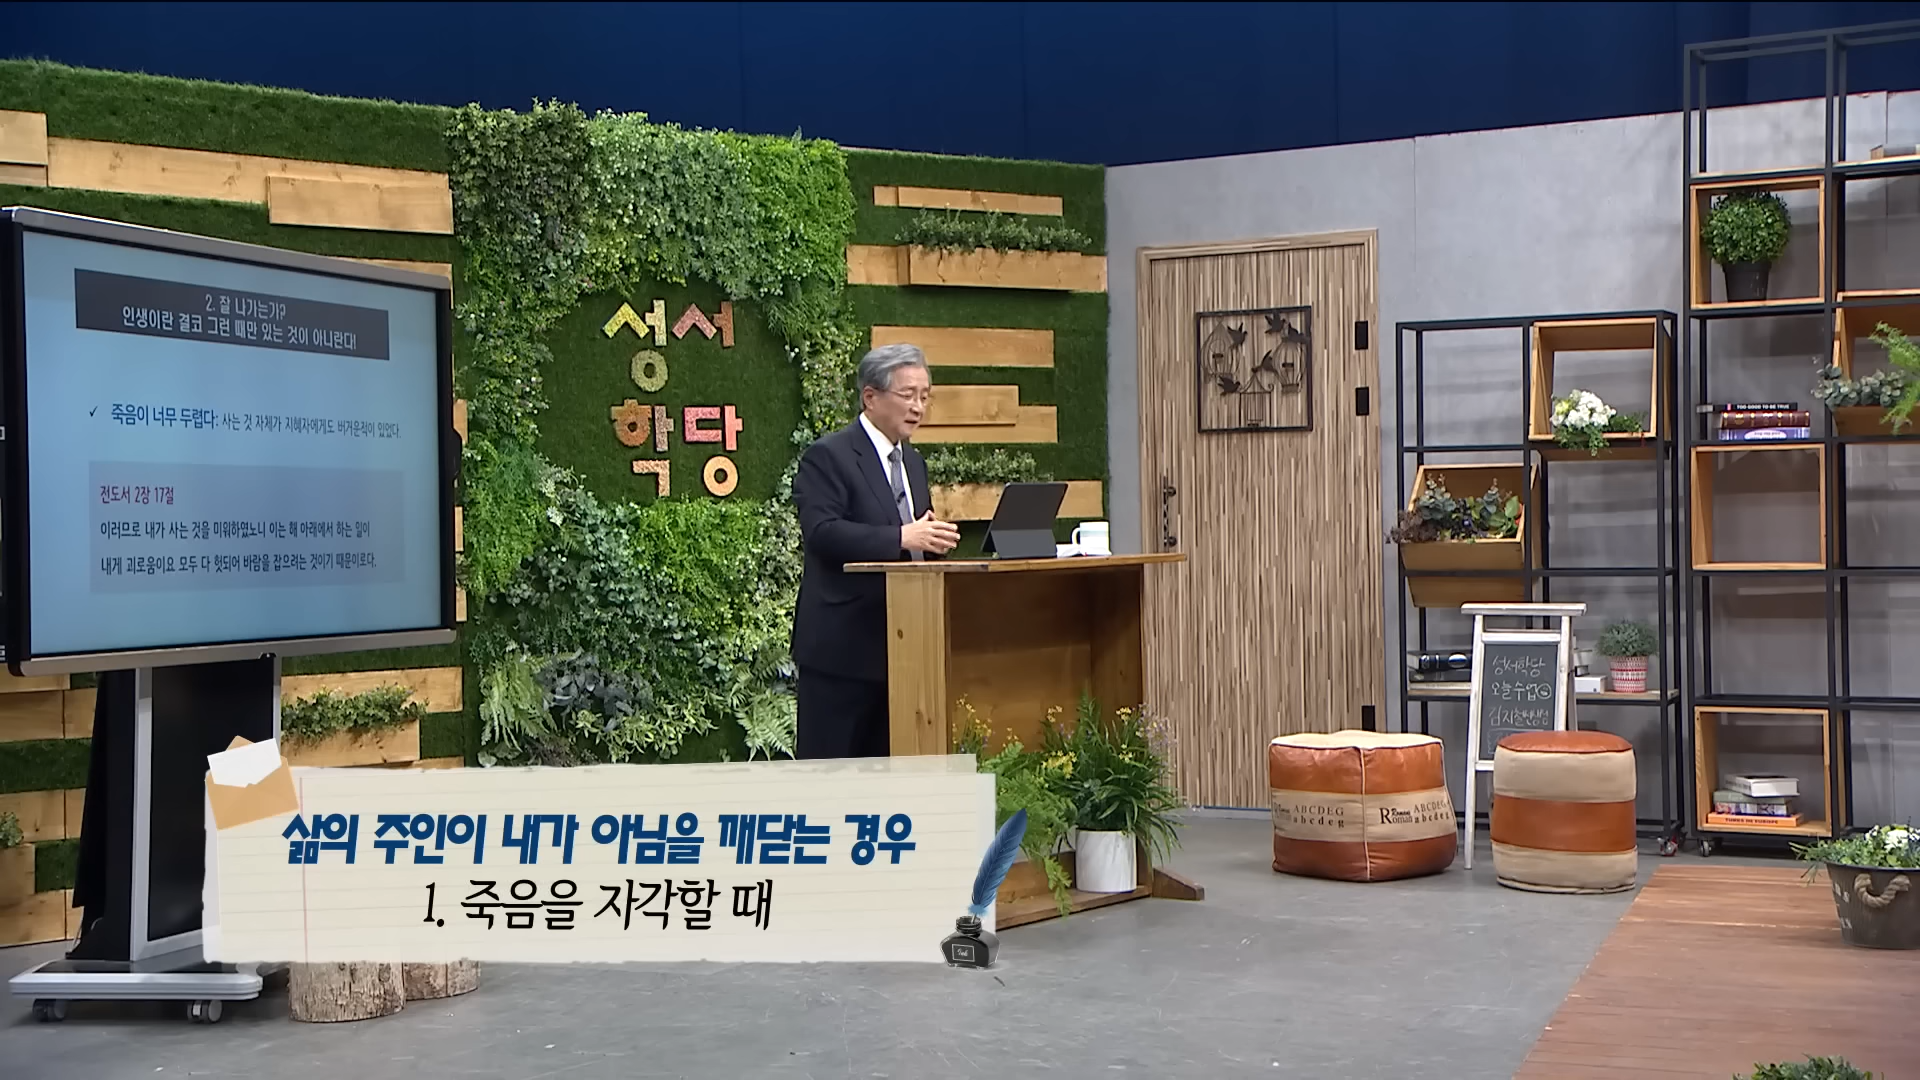 2. 잘 나가는가?
인생이란 결코 그런 때만 있는 것이 아니란다!
✓ 죽음이 너무 두렵다: 사는 것 자체가 지혜자에게도 버거운적이 있었다.
전도서 2장 17절
이러므로 내가 사는 것을 미워하였노니 이는 해 아래에서 하는 일이
내게 괴로움이요 모두 다 헛되어 바람을 잡으려는 것이기 때문이로다.
성서
학당
TOO GOOD TO BE TRUE
성서학당
오늘수업
ABCDEG
abcdeg
Roman
ABCDEG
abcdeg
삶의 주인이 내가 아님을 깨닫는 경우
1. 죽음을 자각할 때
Ink